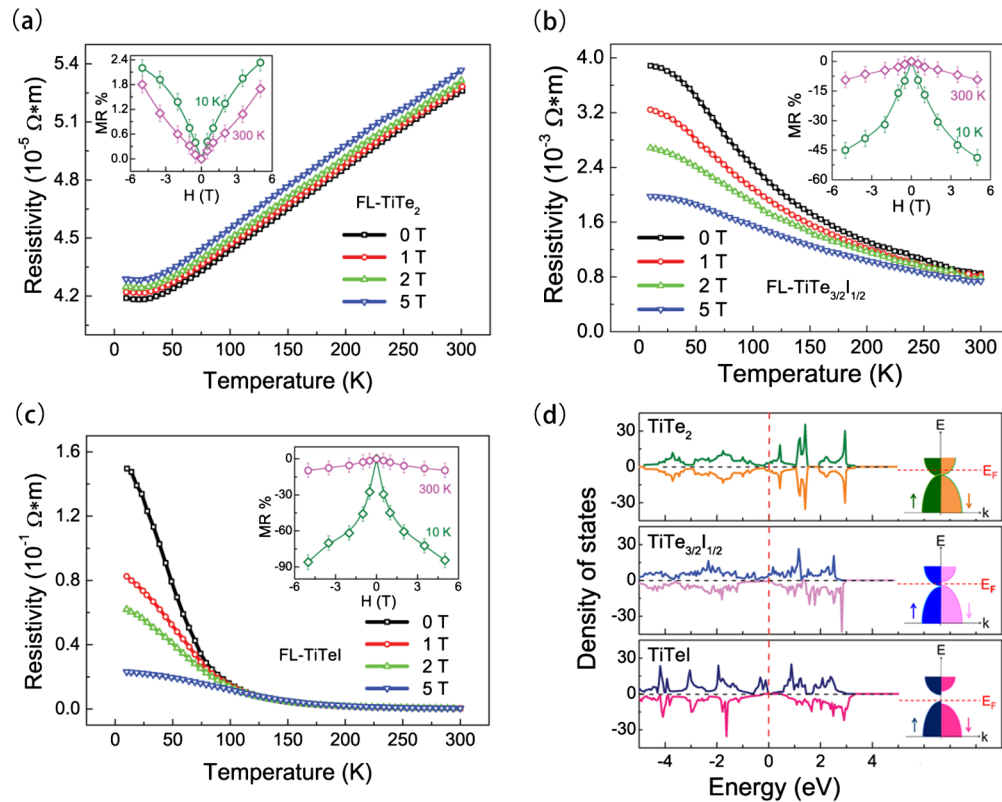 (a)
5.4
5.1
4.8
4.5
4.2
Resistivity (10⁻⁵ Ω*m)
0 50 100 150 200 250 300
Temperature (K)
2.4
1.8
1.2
0.6
0.0
MR %
-6 -3 0 3 6
H (T)
10 K
300 K
FL-TiTe₂
0 T
1 T
2 T
5 T
(b)
4.0
3.2
2.4
1.6
0.8
0.0
Resistivity (10⁻³ Ω*m)
0 50 100 150 200 250 300
Temperature (K)
0
-15
-30
-45
-60
MR %
-6 -3 0 3 6
H (T)
300 K
10 K
0 T
1 T
2 T
5 T
FL-TiTe₃/₂I₁/₂
(c)
1.6
1.2
0.8
0.4
0.0
Resistivity (10⁻¹ Ω*m)
0 50 100 150 200 250 300
Temperature (K)
0
-30
-60
-90
MR %
-6 -3 0 3 6
H (T)
300 K
10 K
FL-TiTeI
0 T
1 T
2 T
5 T
(d)
Density of states
30
0
-30
TiTe₂
E
E_F
k
30
0
-30
TiTe₃/₂I₁/₂
E
E_F
k
30
0
-30
TiTeI
E
E_F
k
-4 -2 0 2 4
Energy (eV)